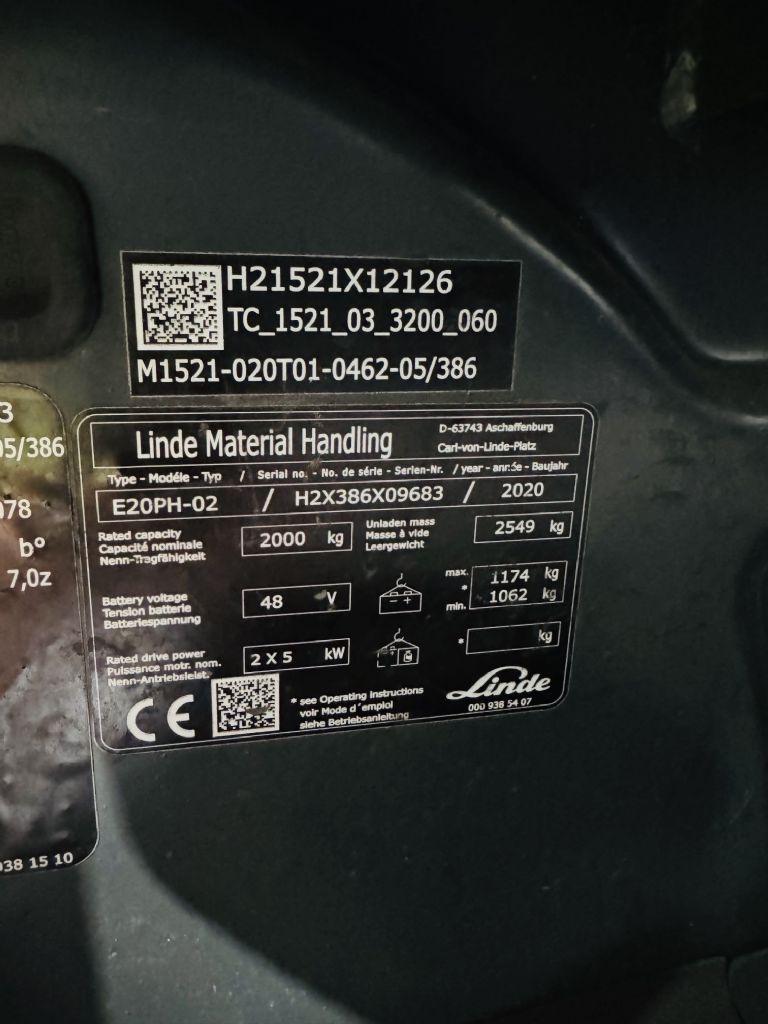 H21521X12126
TC_1521_03_3200_060
M1521-020T01-0462-05/386
3
05/386
078
b°
7,0z
038 15 10
Linde Material Handling
D-63743 Aschaffenburg
Carl-von-Linde-Platz
Type - Modéle - Typ / Serial no. - No. de série - Serien-Nr. / year - année - Baujahr
E20PH-02 / H2X386X09683 / 2020
Rated capacity
Capacité nominale
Nenn-Tragfähigkeit
2000 kg
Unladen mass
Masse à vide
Leergewicht
2549 kg
Battery voltage
Tension batterie
Batteriespannung
48 V
- +
max. 1174 kg
*
min. 1062 kg
Rated drive power
Puissance motr. nom.
Nenn-Antriebsleist.
2 X 5 kW
* kg
CE
* see Operating Instructions
voir Mode d'emploi
siehe Betriebsanleitung
Linde
000 938 54 07